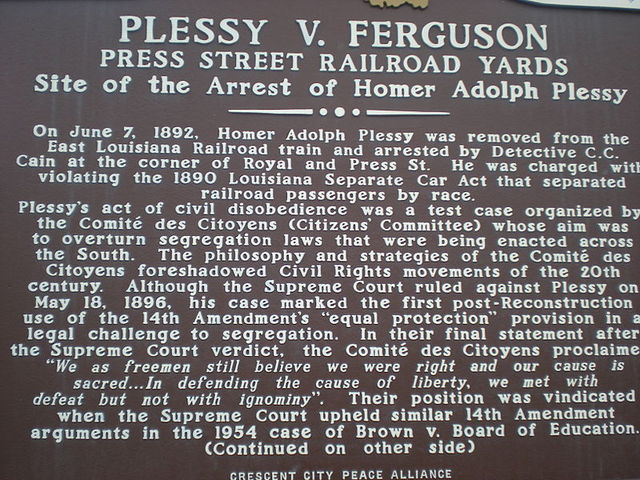 PLESSY V. FERGUSON
PRESS STREET RAILROAD YARDS
Site of the Arrest of Homer Adolph Plessy
On June 7, 1892, Homer Adolph Plessy was removed from the
East Louisiana Railroad train and arrested by Detective C.C.
Cain at the corner of Royal and Press St. He was charged with
violating the 1890 Louisiana Separate Car Act that separated
railroad passengers by race.
Plessy's act of civil disobedience was a test case organized by
the Comité des Citoyens (Citizens' Committee) whose aim was
to overturn segregation laws that were being enacted across
the South. The philosophy and strategies of the Comité des
Citoyens foreshadowed Civil Rights movements of the 20th
century. Although the Supreme Court ruled against Plessy on
May 18, 1896, his case marked the first post-Reconstruction
use of the 14th Amendment's "equal protection" provision in a
legal challenge to segregation. In their final statement after
the Supreme Court verdict, the Comité des Citoyens proclaime
"We as freemen still believe we were right and our cause is
sacred...In defending the cause of liberty, we met with
defeat but not with ignominy". Their position was vindicated
when the Supreme Court upheld similar 14th Amendment
arguments in the 1954 case of Brown v. Board of Education.
(Continued on other side)
CRESCENT CITY PEACE ALLIANCE